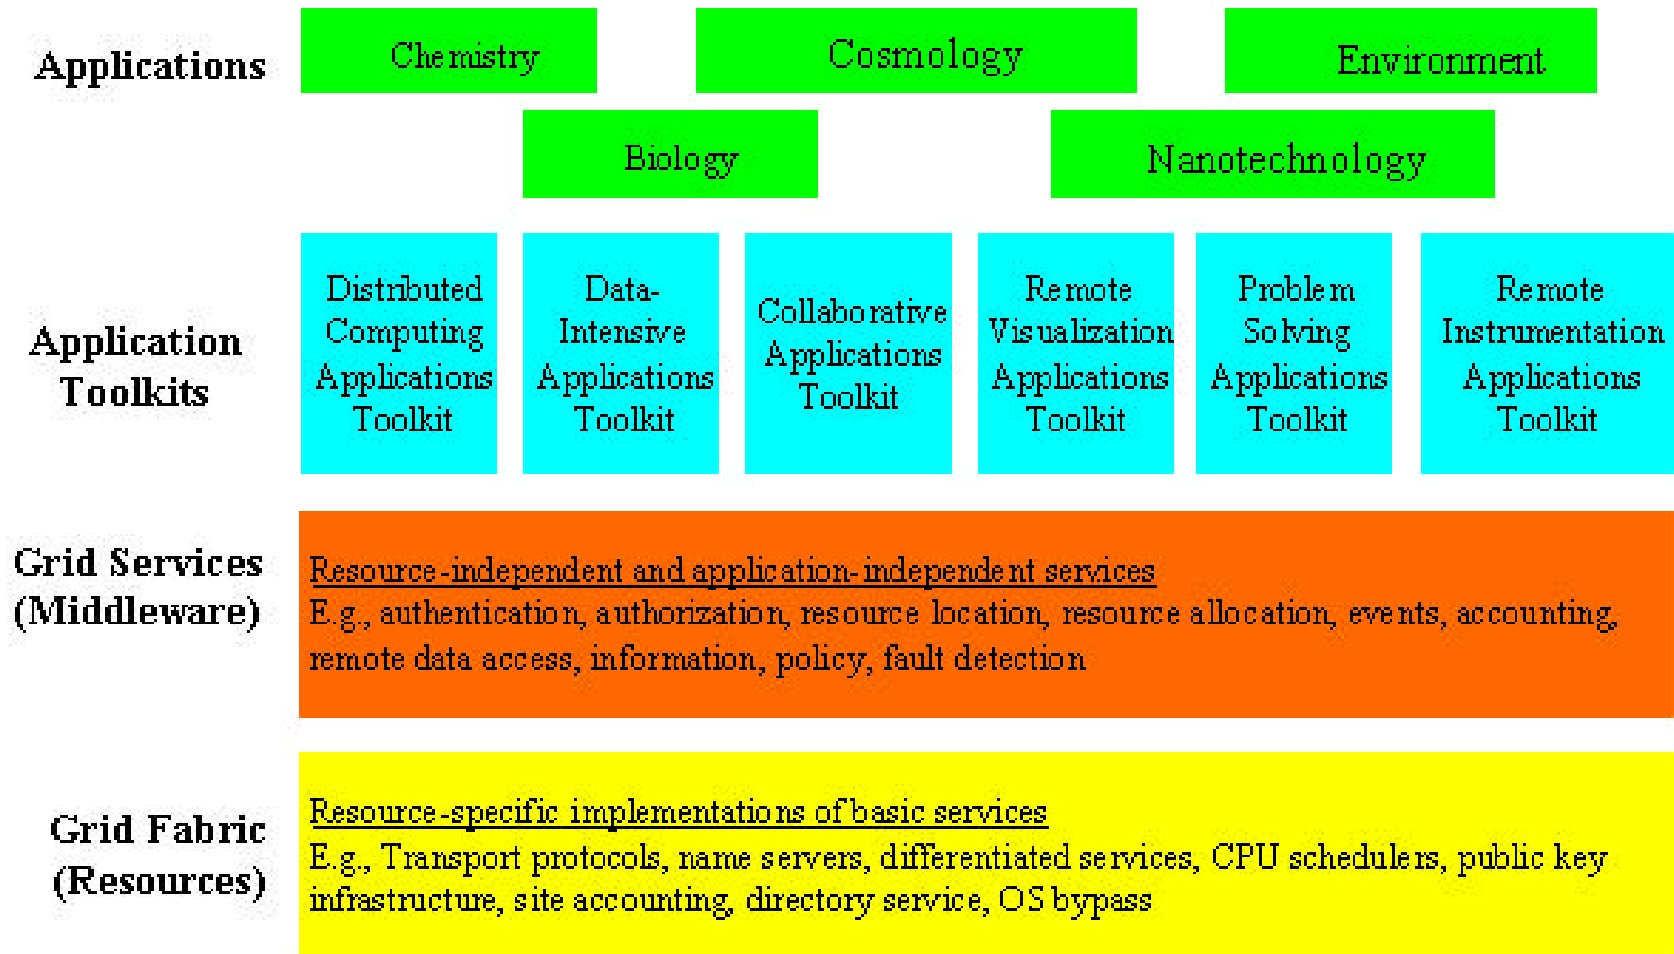 Applications
Chemistry
Cosmology
Environment
Biology
Nanotechnology
Application
Toolkits
Distributed
Computing
Applications
Toolkit
Data-
Intensive
Applications
Toolkit
Collaborative
Applications
Toolkit
Remote
Visualization
Applications
Toolkit
Problem
Solving
Applications
Toolkit
Remote
Instrumentation
Applications
Toolkit
Grid Services
(Middleware)
Resource-independent and application-independent services
E.g., authentication, authorization, resource location, resource allocation, events, accounting,
remote data access, information, policy, fault detection
Grid Fabric
(Resources)
Resource-specific implementations of basic services
E.g., Transport protocols, name servers, differentiated services, CPU schedulers, public key
infrastructure, site accounting, directory service, OS bypass